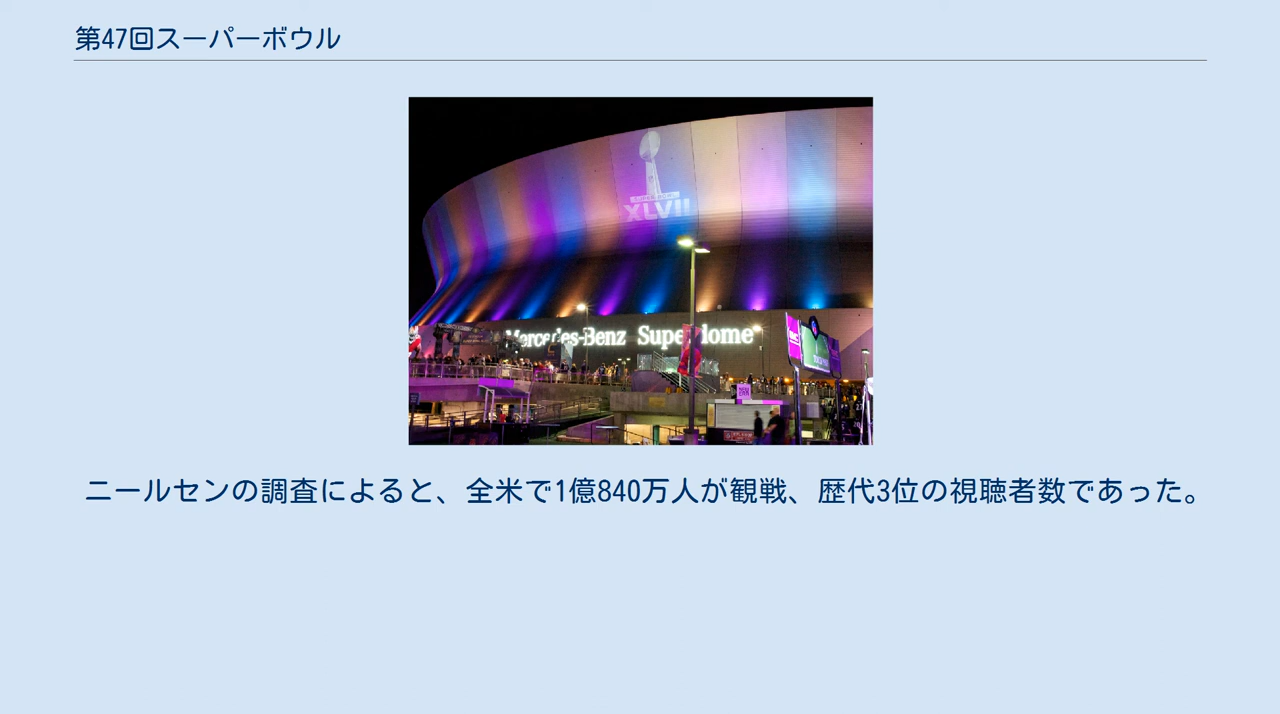 第47回スーパーボウル
SUPER BOWL
XLVII
Mercedes-Benz Superdome
ニールセンの調査によると、全米で1億840万人が観戦、歴代3位の視聴者数であった。